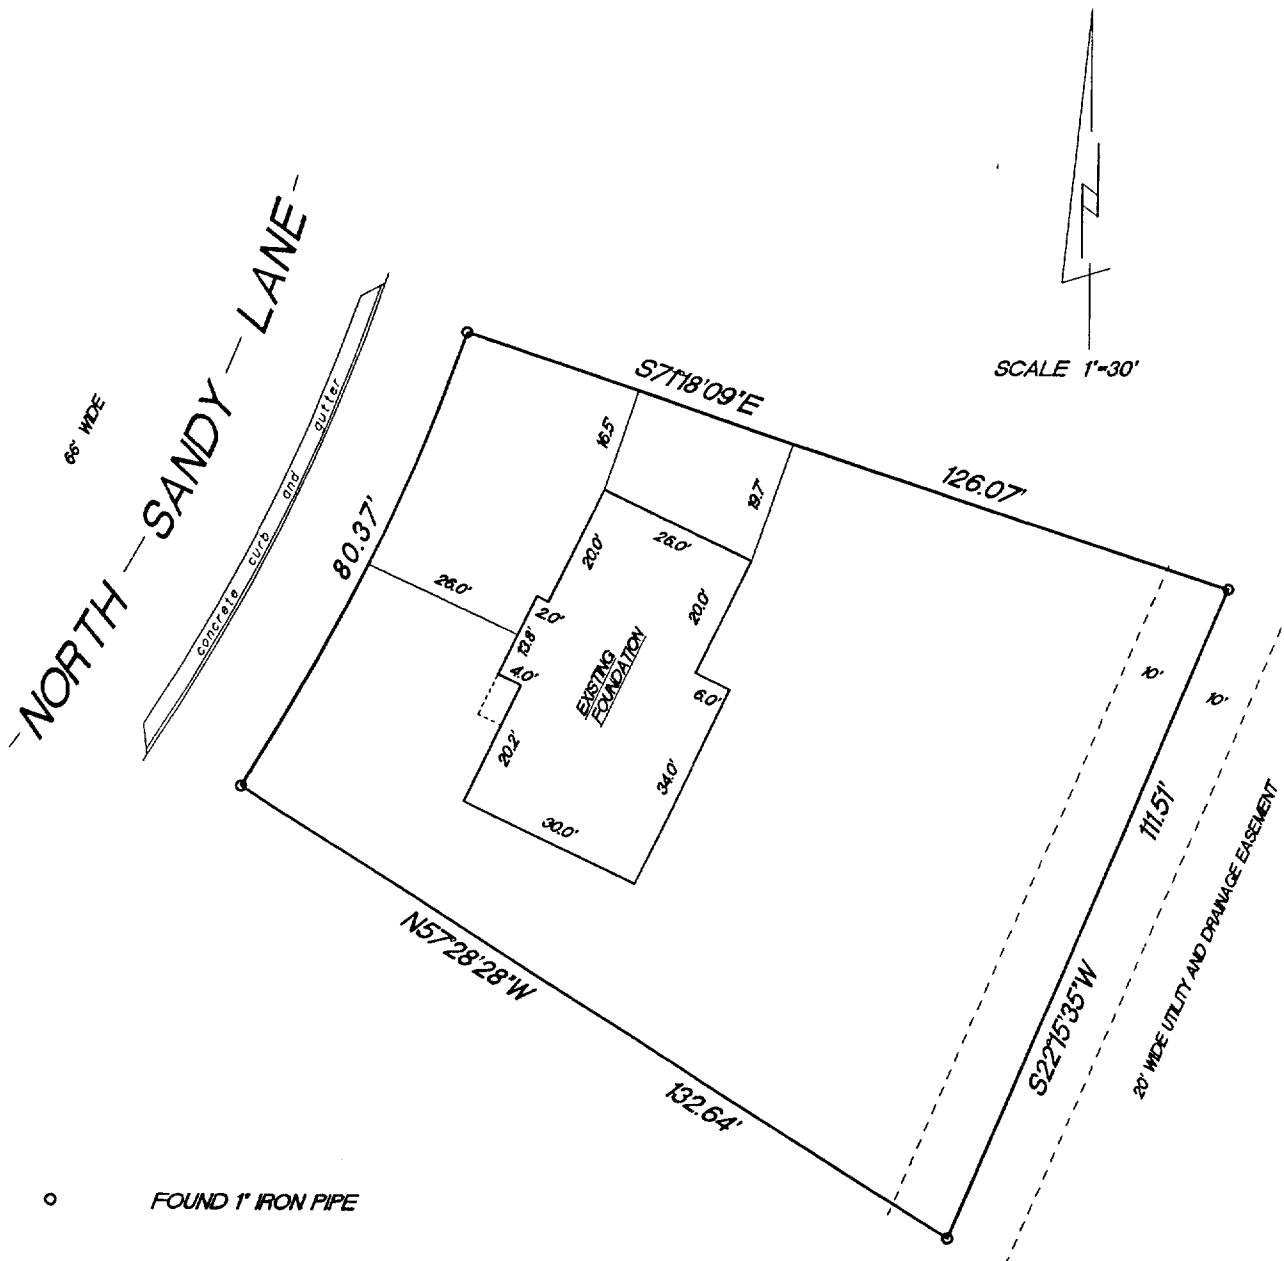 SCALE 1"=30'
NORTH — SANDY — LANE
66' WIDE
concrete curb and gutter
S71°18'09"E
126.07'
80.37'
16.5'
19.7'
26.0'
20.0'
26.0'
20.0'
2.0'
13.8'
4.0'
EXISTING
FOUNDATION
6.0'
20.2'
34.0'
30.0'
10'
10'
111.51'
S22°15'35"W
20' WIDE UTILITY AND DRAINAGE EASEMENT
N57°28'28"W
132.64'
FOUND 1" IRON PIPE